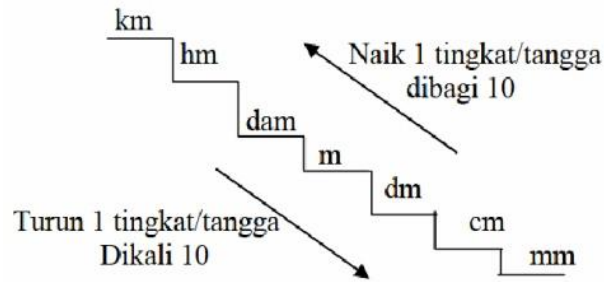 km
hm
Naik 1 tingkat/tangga
dibagi 10
dam
m
dm
Turun 1 tingkat/tangga
Dikali 10
cm
mm